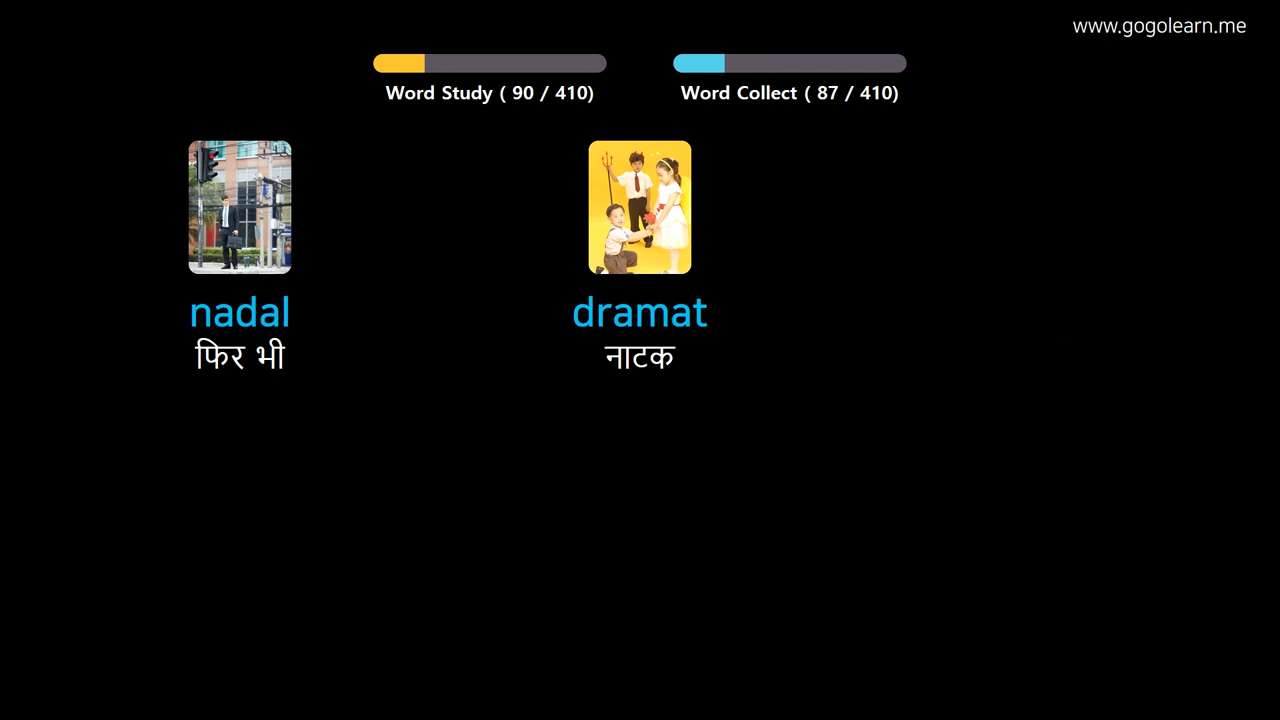 www.gogolearn.me
Word Study ( 90 / 410)
Word Collect ( 87 / 410)
nadal
फिर भी
dramat
नाटक